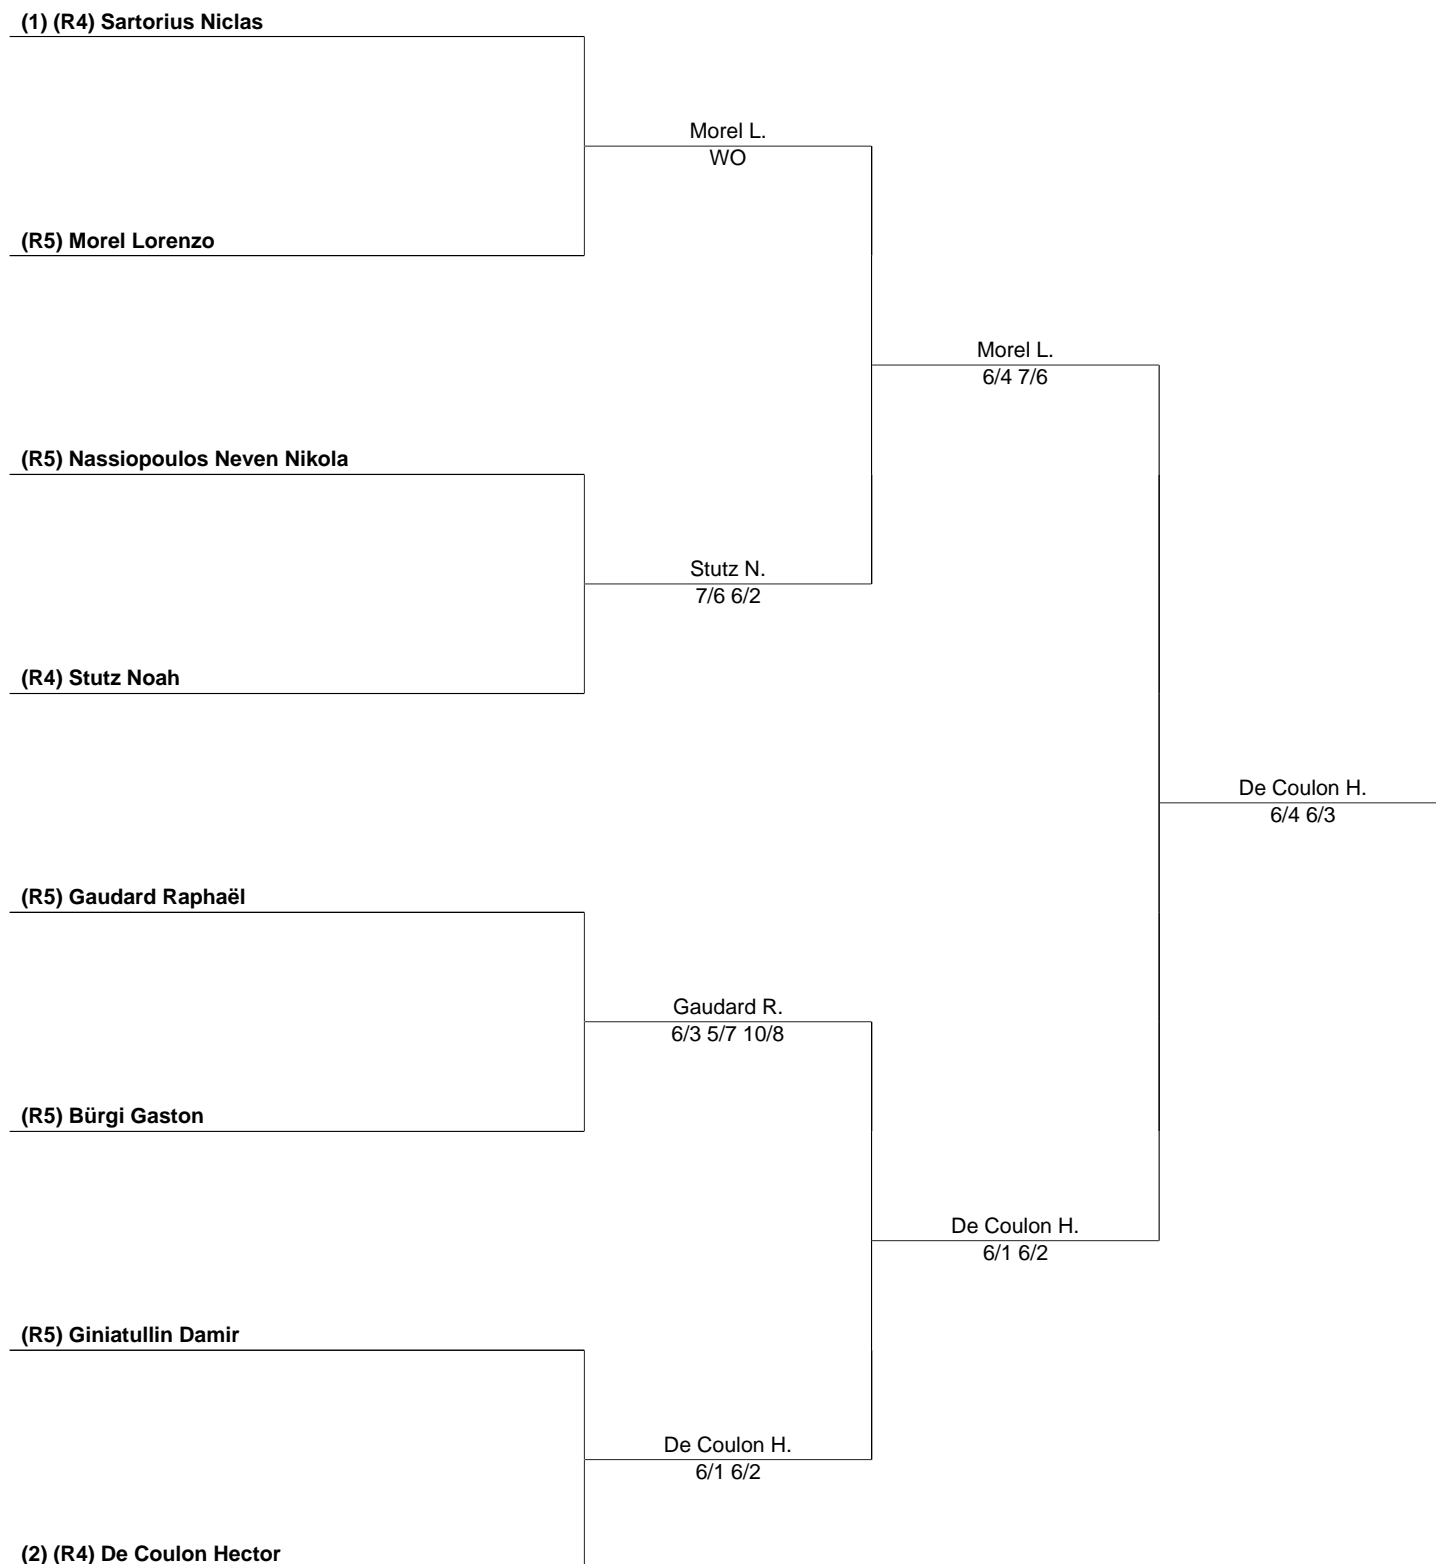 (1) (R4) Sartorius Niclas
Morel L.
WO
(R5) Morel Lorenzo
Morel L.
6/4 7/6
(R5) Nassiopoulos Neven Nikola
Stutz N.
7/6 6/2
(R4) Stutz Noah
De Coulon H.
6/4 6/3
(R5) Gaudard Raphaël
Gaudard R.
6/3 5/7 10/8
(R5) Bürgi Gaston
De Coulon H.
6/1 6/2
(R5) Giniatullin Damir
De Coulon H.
6/1 6/2
(2) (R4) De Coulon Hector